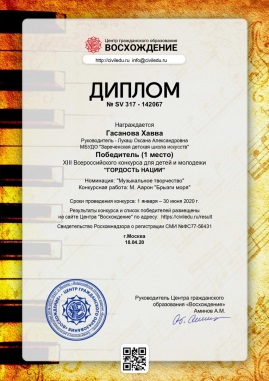 Центр гражданского образования
ВОСХОЖДЕНИЕ
http://civiledu.ru info@civiledu.ru
ДИПЛОМ
№ SV 317 - 142067
Награждается
Гасанова Хавва
Руководитель - Лукаш Оксана Александровна
МБУДО "Зареченская детская школа искусств"
Победитель (1 место)
XIII Всероссийского конкурса для детей и молодежи
"ГОРДОСТЬ НАЦИИ"
Номинация: "Музыкальное творчество"
Конкурсная работа: М. Аарон "Брызги моря"
Сроки проведения конкурса: 1 января – 30 июня 2020 г.
Результаты конкурса и список победителей размещены
на сайте Центра "Восхождение" по адресу: https://civiledu.ru/result/
Свидетельство Роскомнадзора о регистрации СМИ №ФС77-58431
г.Москва
18.04.20
Руководитель Центра гражданского
образования «Восхождение»
Аминов А.М.